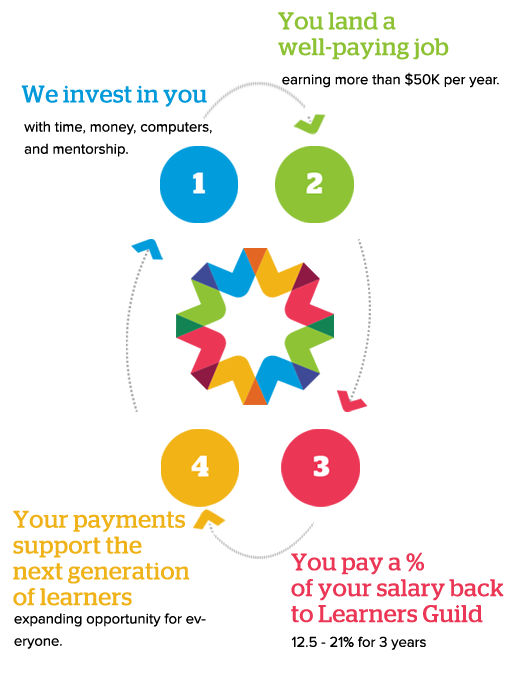 We invest in you
with time, money, computers,
and mentorship.
1
You land a
well-paying job
earning more than $50K per year.
2
3
You pay a %
of your salary back
to Learners Guild
12.5 - 21% for 3 years
4
Your payments
support the
next generation
of learners
expanding opportunity for ev-
eryone.